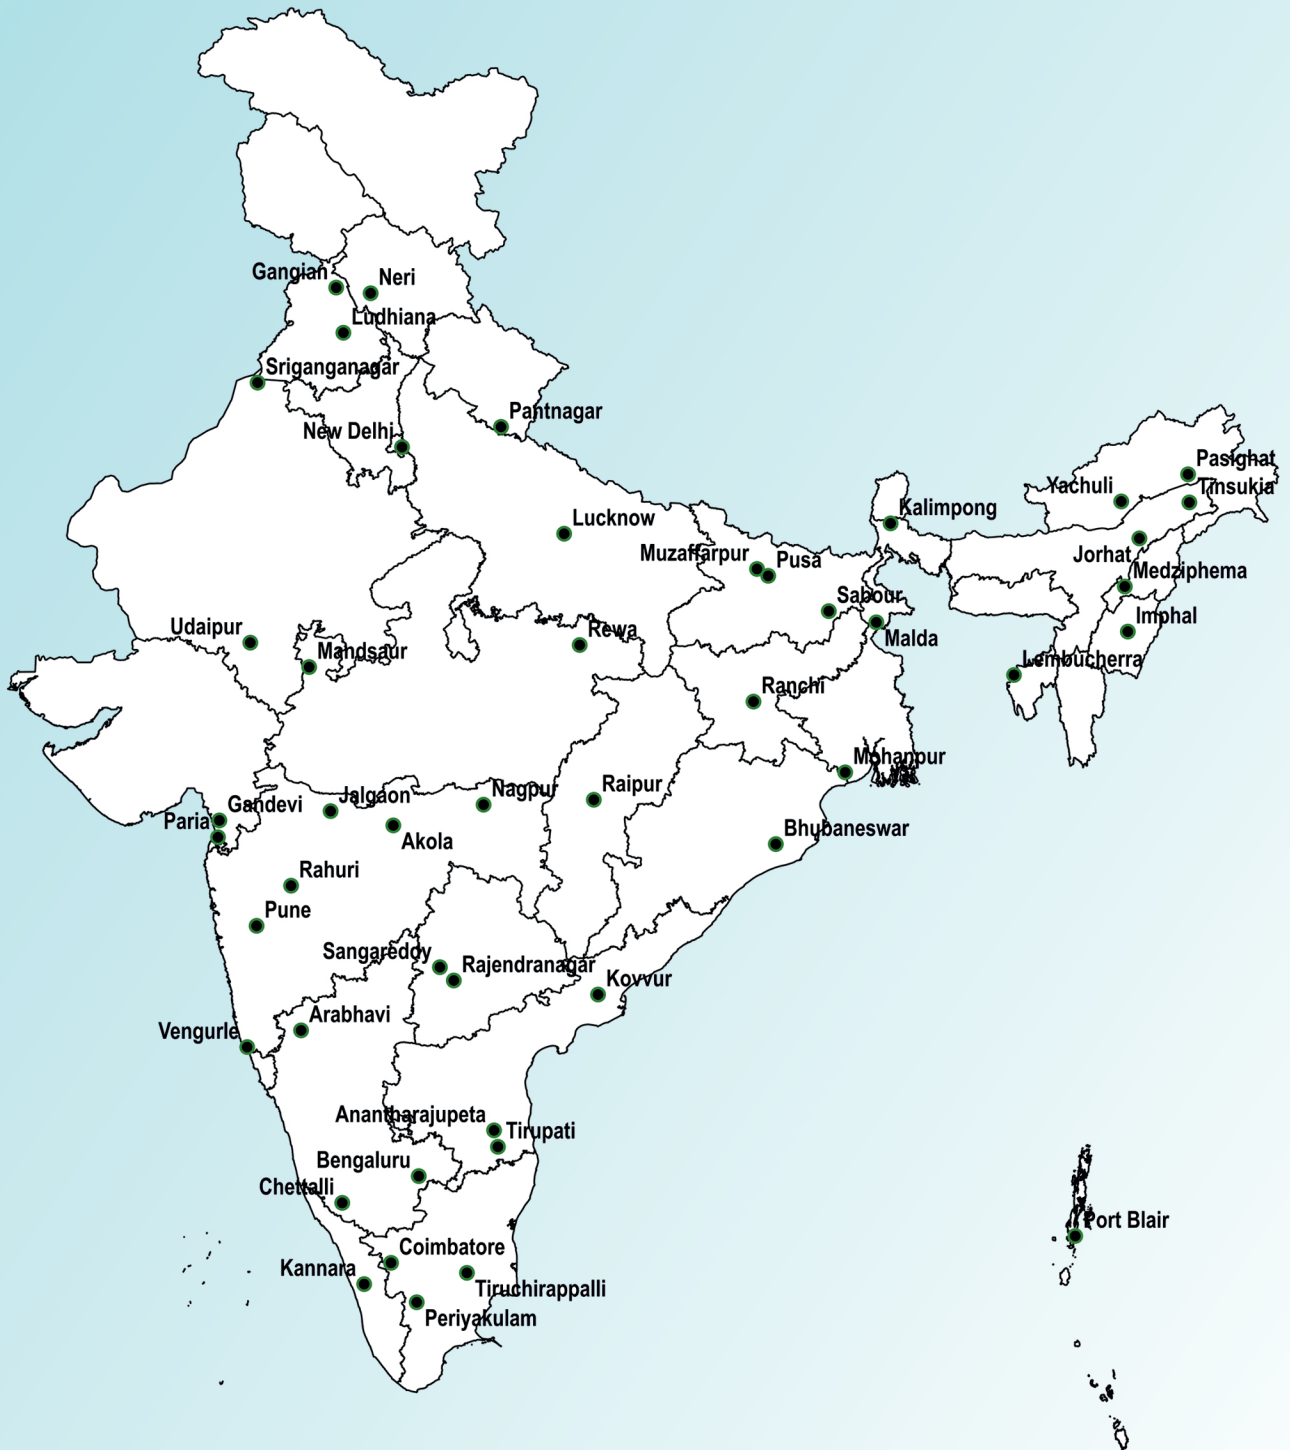 Gangian
Neri
Ludhiana
Sriganganagar
Pantnagar
New Delhi
Pasighat
Yachuli
Tinsukia
Kalimpong
Lucknow
Muzaffarpur
Pusa
Jorhat
Medziphema
Sabour
Imphal
Udaipur
Rewa
Malda
Mandsaur
Lembucherra
Ranchi
Mohanpur
Raipur
Nagpur
Jalgaon
Gandevi
Paria
Bhubaneswar
Akola
Rahuri
Pune
Sangareddy
Rajendranagar
Kovvur
Arabhavi
Vengurle
Anantharajupeta
Tirupati
Bengaluru
Chettalli
Port Blair
Coimbatore
Kannara
Tiruchirappalli
Periyakulam